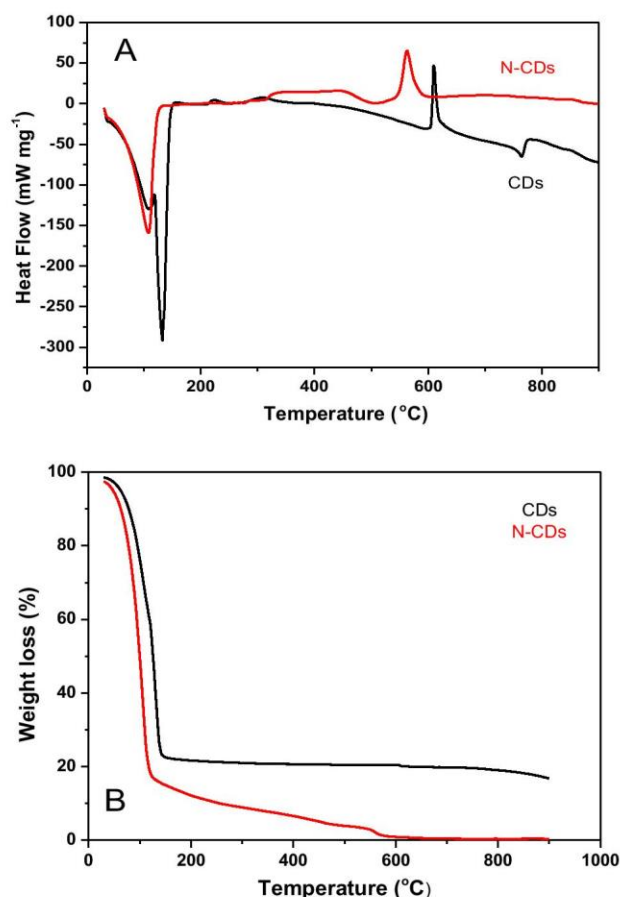 A
100
50
0
-50
-100
-150
-200
-250
-300
Heat Flow (mW mg⁻¹)
N-CDs
CDs
0 200 400 600 800
Temperature (°C)
100
80
60
40
20
0
Weight loss (%)
CDs
N-CDs
B
0 200 400 600 800 1000
Temperature (°C)